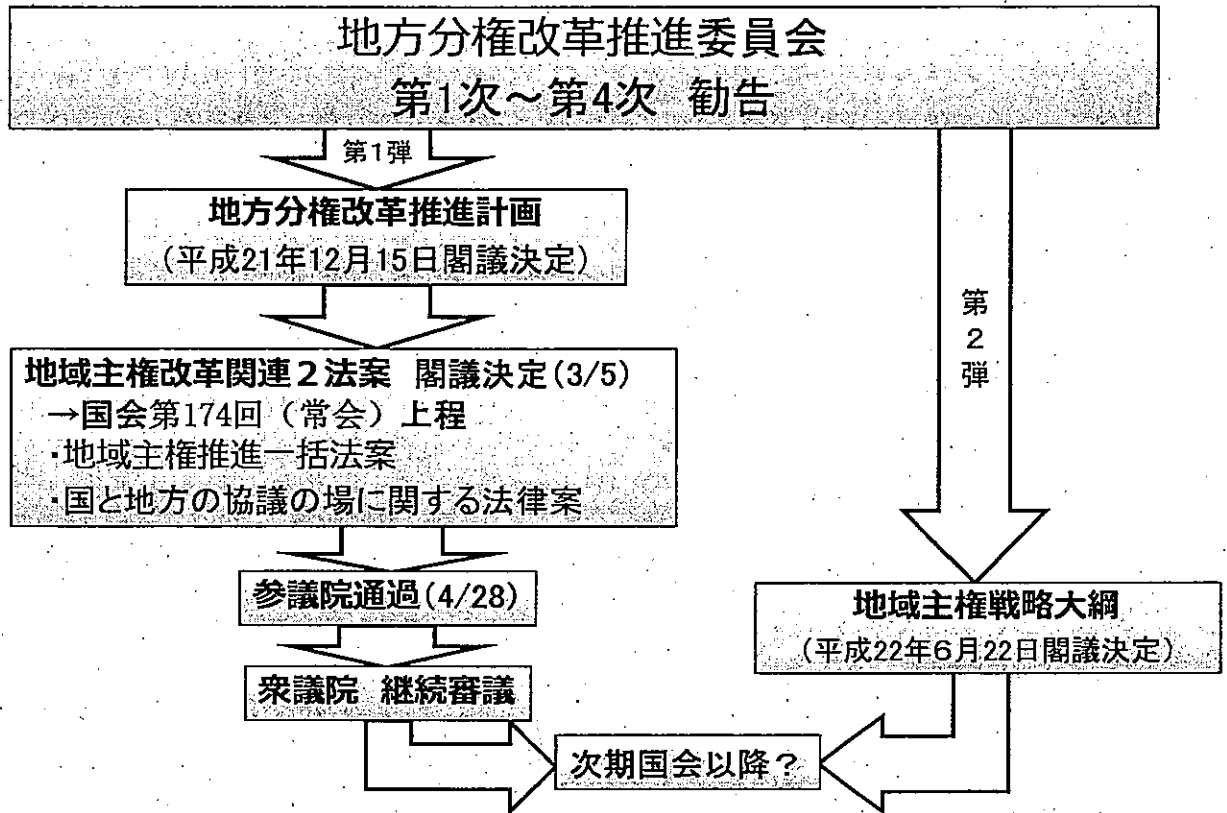 地方分権改革推進委員会
第1次～第4次 勧告
第1弾
地方分権改革推進計画
(平成21年12月15日閣議決定)
地域主権改革関連２法案 閣議決定(3/5)
→国会第174回（常会）上程
・地域主権推進一括法案
・国と地方の協議の場に関する法律案
参議院通過(4/28)
衆議院 継続審議
第２弾
地域主権戦略大綱
(平成22年６月22日閣議決定)
次期国会以降？